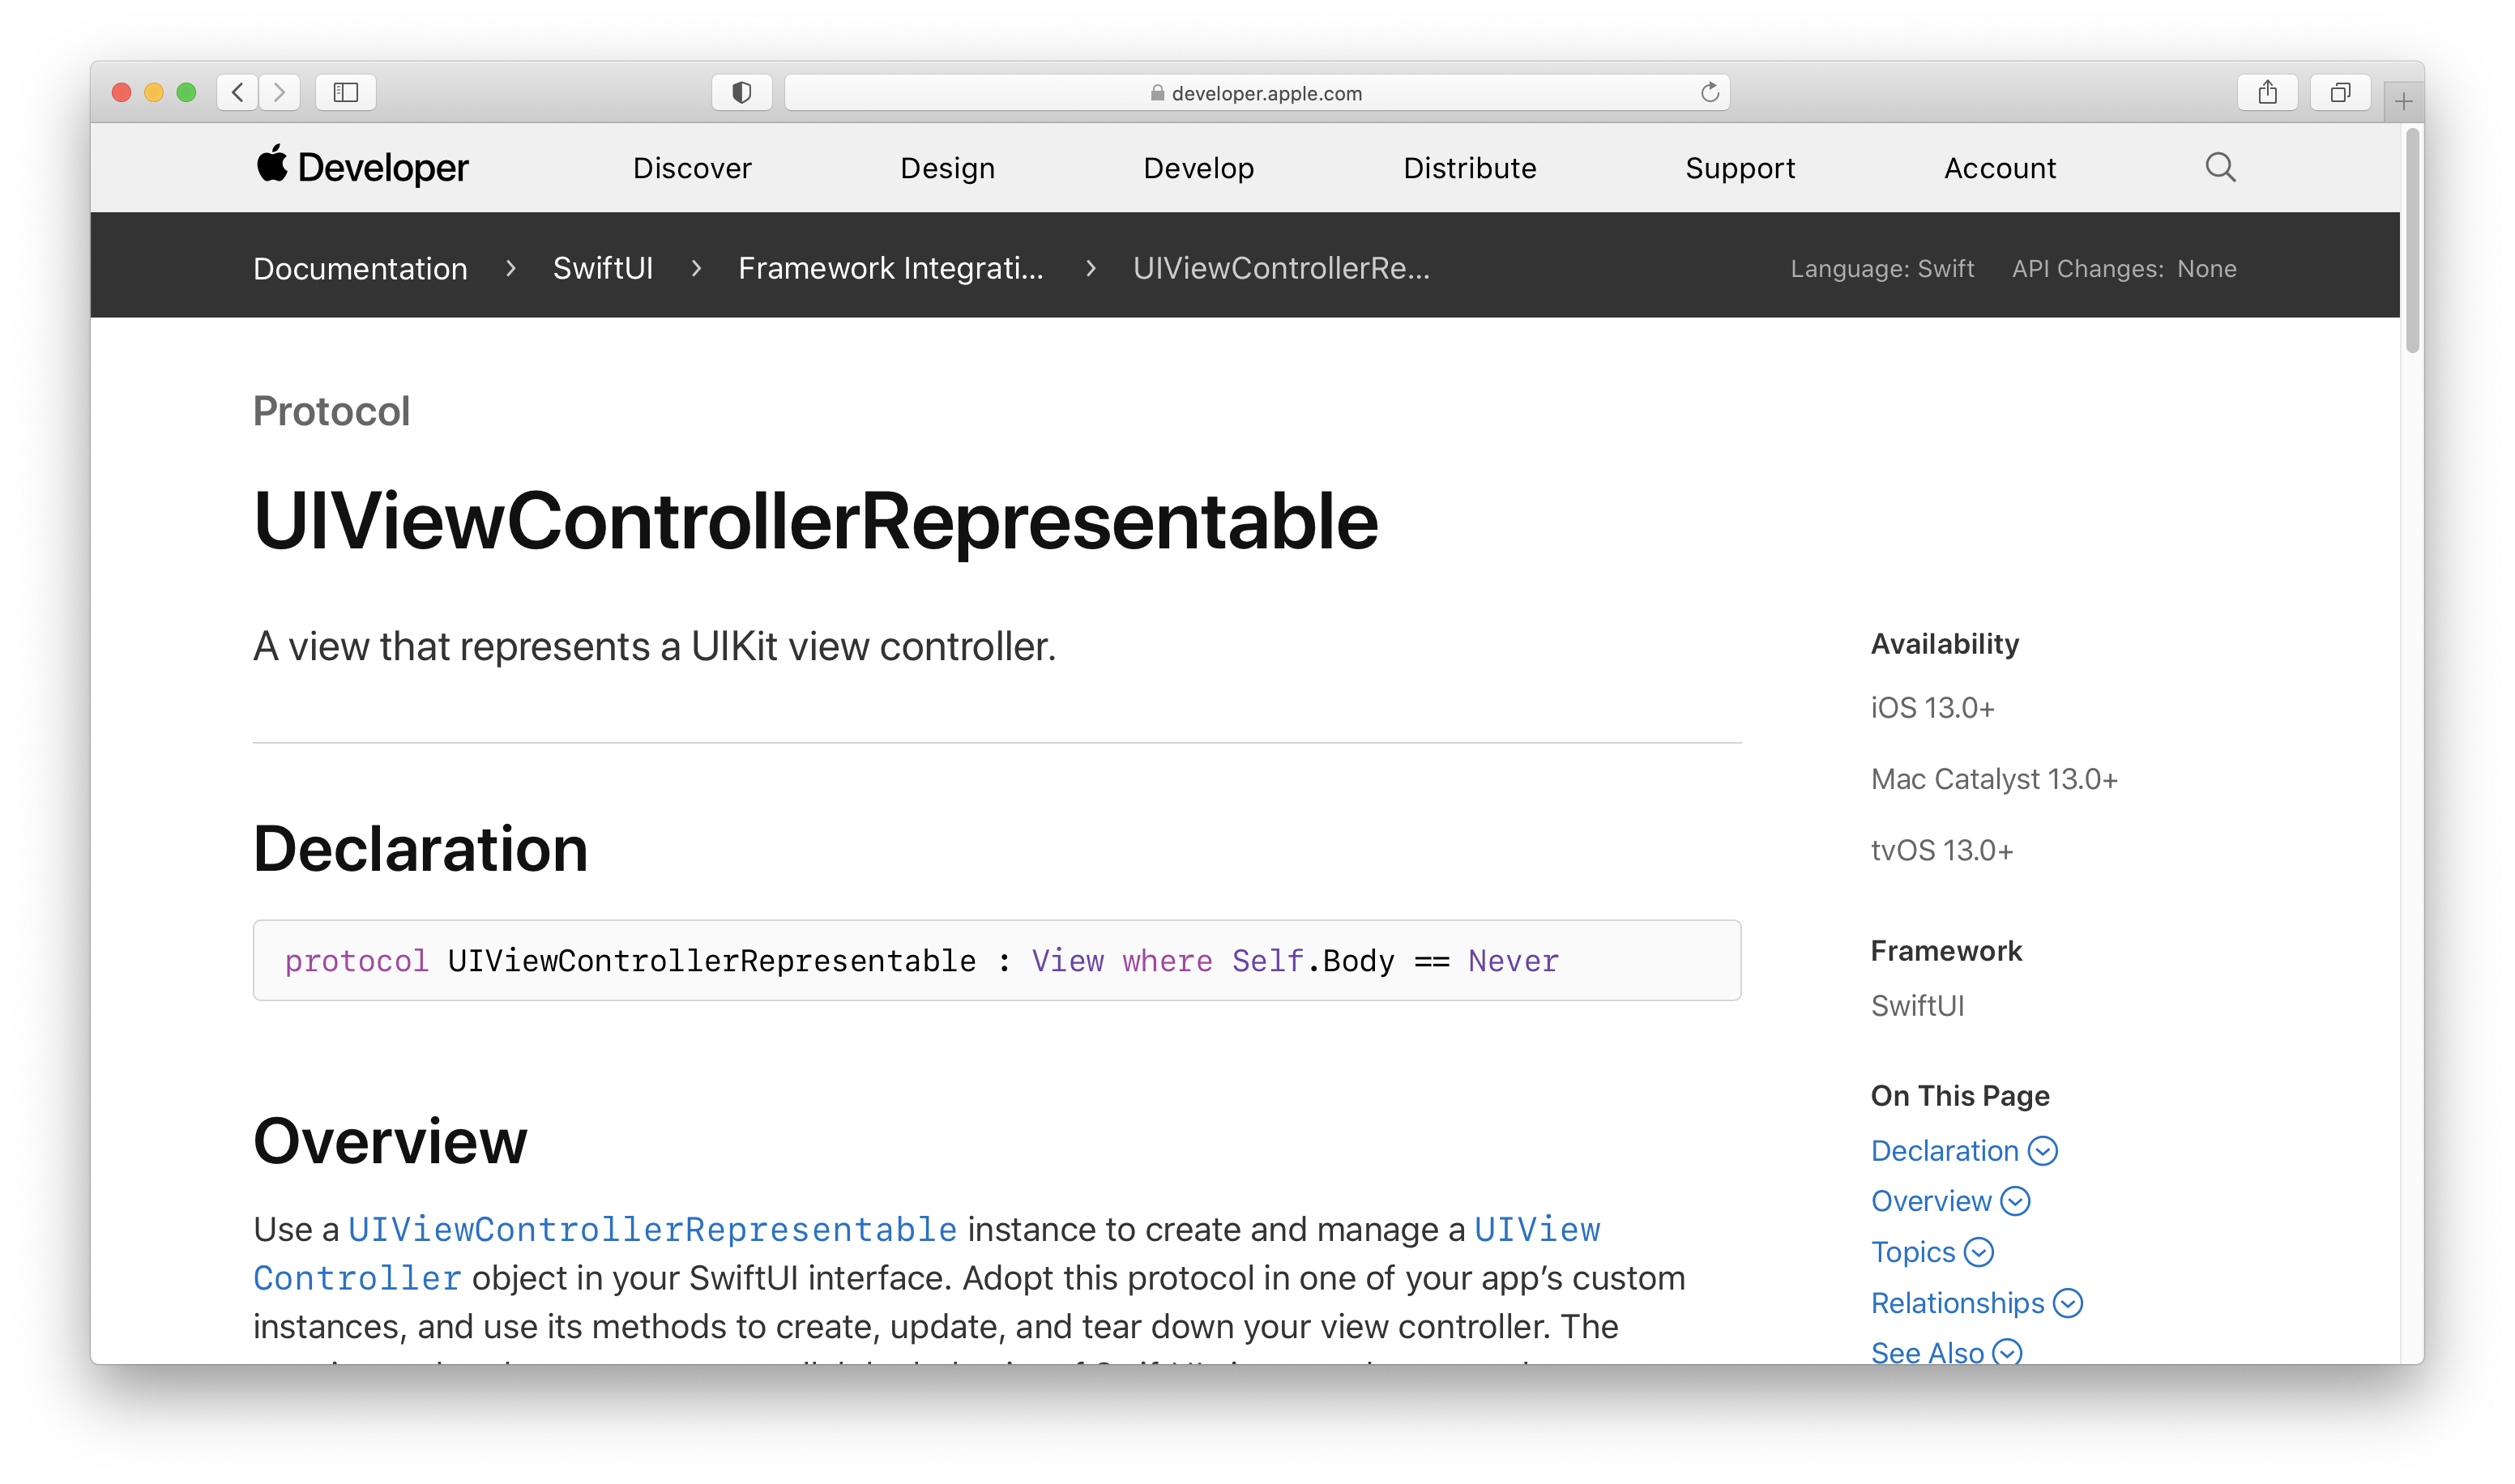 developer.apple.com
Developer
Discover
Design
Develop
Distribute
Support
Account
Documentation > SwiftUI > Framework Integrati... > UIViewControllerRe...
Language: Swift
API Changes: None
Protocol
UIViewControllerRepresentable
A view that represents a UIKit view controller.
Declaration
protocol UIViewControllerRepresentable : View where Self.Body == Never
Overview
Use a UIViewControllerRepresentable instance to create and manage a UIView
Controller object in your SwiftUI interface. Adopt this protocol in one of your app’s custom
instances, and use its methods to create, update, and tear down your view controller. The
Availability
iOS 13.0+
Mac Catalyst 13.0+
tvOS 13.0+
Framework
SwiftUI
On This Page
Declaration
Overview
Topics
Relationships
See Also